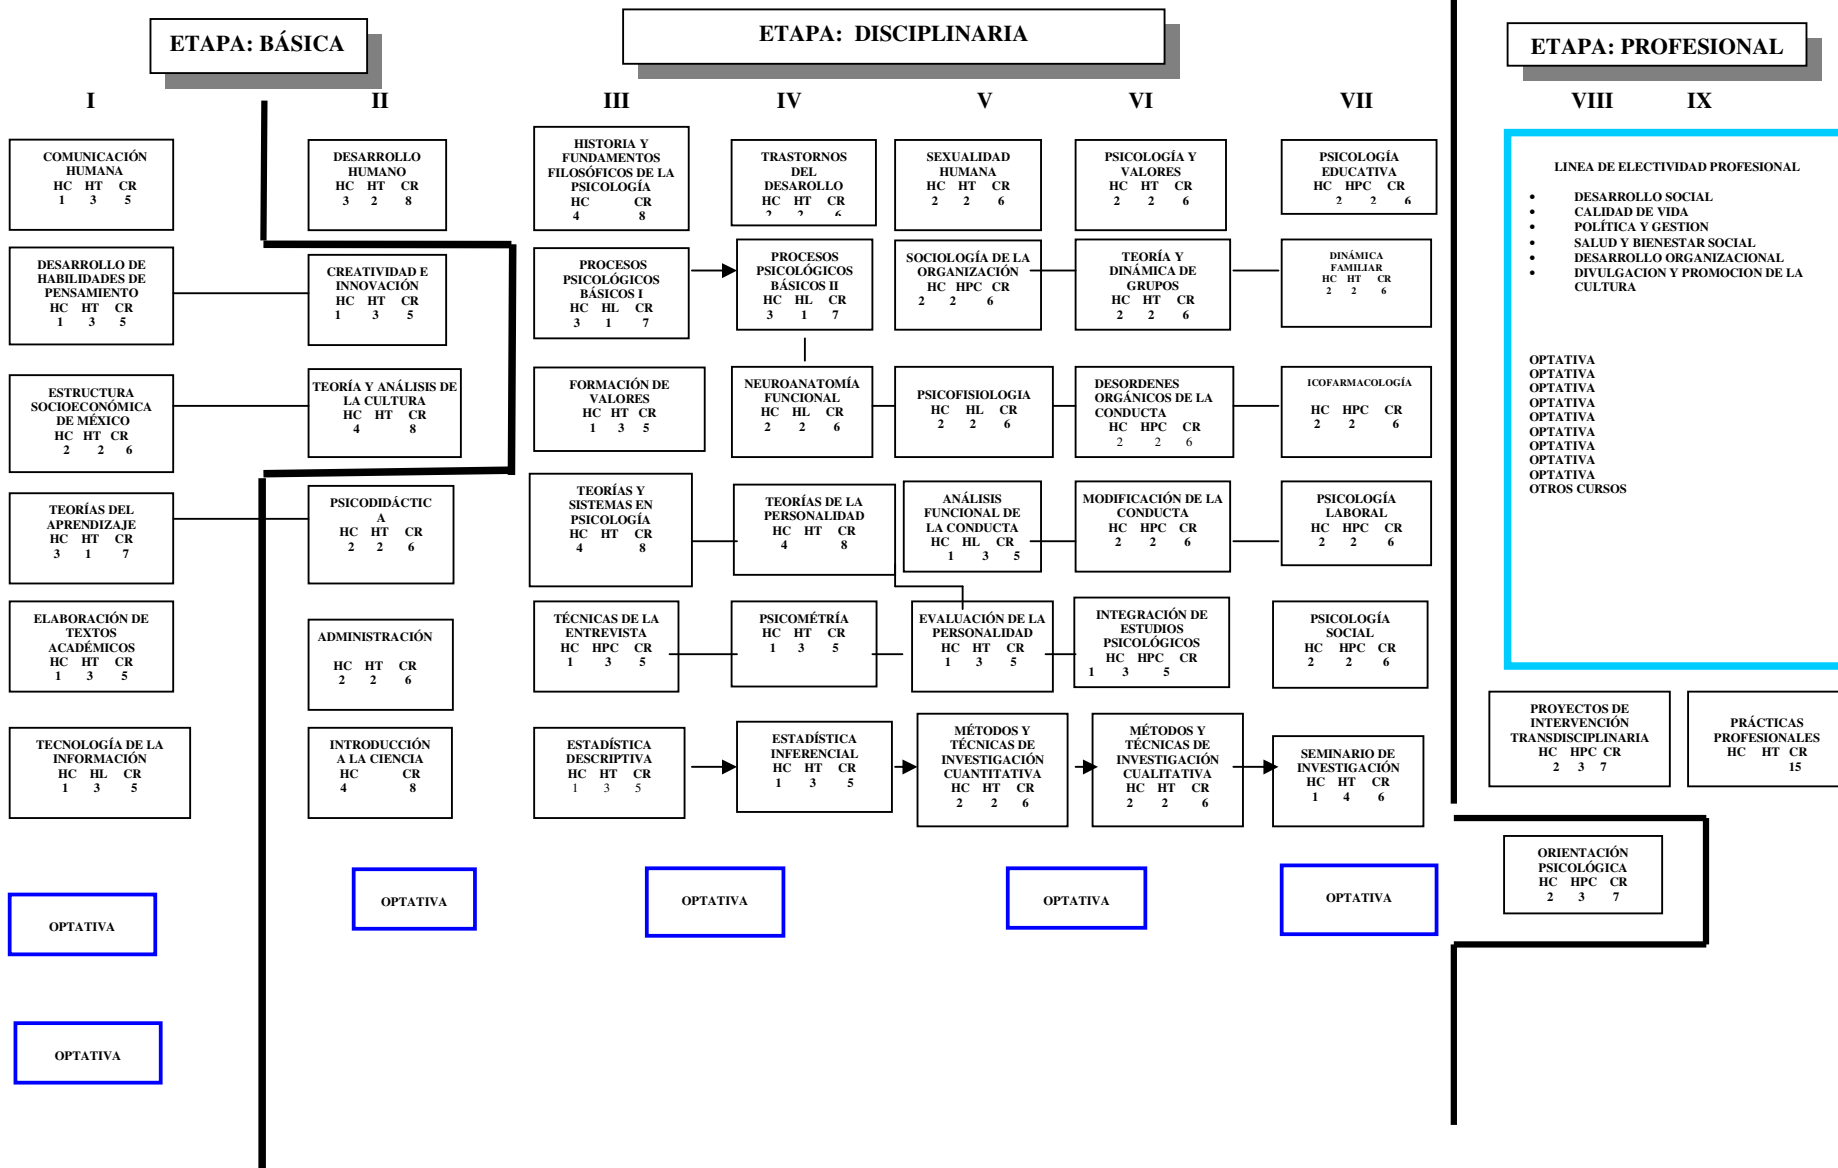 ETAPA: BÁSICA
ETAPA: DISCIPLINARIA
ETAPA: PROFESIONAL
I
II
III
IV
V
VI
VII
VIII
IX
COMUNICACIÓN
HUMANA
HC HT CR
1 3 5
DESARROLLO DE
HABILIDADES DE
PENSAMIENTO
HC HT CR
1 3 5
ESTRUCTURA
SOCIOECONÓMICA
DE MÉXICO
HC HT CR
2 2 6
TEORÍAS DEL
APRENDIZAJE
HC HT CR
3 1 7
ELABORACIÓN DE
TEXTOS
ACADÉMICOS
HC HT CR
1 3 5
TECNOLOGÍA DE LA
INFORMACIÓN
HC HL CR
1 3 5
OPTATIVA
OPTATIVA
DESARROLLO
HUMANO
HC HT CR
3 2 8
CREATIVIDAD E
INNOVACIÓN
HC HT CR
1 3 5
TEORÍA Y ANÁLISIS DE
LA CULTURA
HC HT CR
4 8
PSICODIDÁCTIC
A
HC HT CR
2 2 6
ADMINISTRACIÓN
HC HT CR
2 2 6
INTRODUCCIÓN
A LA CIENCIA
HC CR
4 8
OPTATIVA
HISTORIA Y
FUNDAMENTOS
FILOSÓFICOS DE LA
PSICOLOGÍA
HC CR
4 8
PROCESOS
PSICOLÓGICOS
BÁSICOS I
HC HL CR
3 1 7
FORMACIÓN DE
VALORES
HC HT CR
1 3 5
TEORÍAS Y
SISTEMAS EN
PSICOLOGÍA
HC HT CR
4 8
TÉCNICAS DE LA
ENTREVISTA
HC HPC CR
1 3 5
ESTADÍSTICA
DESCRIPTIVA
HC HT CR
1 3 5
OPTATIVA
TRASTORNOS
DEL
DESAROLLO
HC HT CR
2 2 6
PROCESOS
PSICOLÓGICOS
BÁSICOS II
HC HL CR
3 1 7
NEUROANATOMÍA
FUNCIONAL
HC HL CR
2 2 6
TEORÍAS DE LA
PERSONALIDAD
HC HT CR
4 8
PSICOMÉTRÍA
HC HT CR
1 3 5
ESTADÍSTICA
INFERENCIAL
HC HT CR
1 3 5
SEXUALIDAD
HUMANA
HC HT CR
2 2 6
SOCIOLOGÍA DE LA
ORGANIZACIÓN
HC HPC CR
2 2 6
PSICOFISIOLOGIA
HC HL CR
2 2 6
ANÁLISIS
FUNCIONAL DE
LA CONDUCTA
HC HL CR
1 3 5
EVALUACIÓN DE LA
PERSONALIDAD
HC HT CR
1 3 5
MÉTODOS Y
TÉCNICAS DE
INVESTIGACIÓN
CUANTITATIVA
HC HT CR
2 2 6
OPTATIVA
PSICOLOGÍA Y
VALORES
HC HT CR
2 2 6
TEORÍA Y
DINÁMICA DE
GRUPOS
HC HT CR
2 2 6
DESORDENES
ORGÁNICOS DE LA
CONDUCTA
HC HPC CR
2 2 6
MODIFICACIÓN DE LA
CONDUCTA
HC HPC CR
2 2 6
INTEGRACIÓN DE
ESTUDIOS
PSICOLÓGICOS
HC HPC CR
1 3 5
MÉTODOS Y
TÉCNICAS DE
INVESTIGACIÓN
CUALITATIVA
HC HT CR
2 2 6
PSICOLOGÍA
EDUCATIVA
HC HPC CR
2 2 6
DINÁMICA
FAMILIAR
HC HT CR
2 2 6
ICOFARMACOLOGÍA
HC HPC CR
2 2 6
PSICOLOGÍA
LABORAL
HC HPC CR
2 2 6
PSICOLOGÍA
SOCIAL
HC HPC CR
2 2 6
SEMINARIO DE
INVESTIGACIÓN
HC HT CR
1 4 6
OPTATIVA
LINEA DE ELECTIVIDAD PROFESIONAL
• DESARROLLO SOCIAL
• CALIDAD DE VIDA
• POLÍTICA Y GESTION
• SALUD Y BIENESTAR SOCIAL
• DESARROLLO ORGANIZACIONAL
• DIVULGACION Y PROMOCION DE LA
CULTURA
OPTATIVA
OPTATIVA
OPTATIVA
OPTATIVA
OPTATIVA
OPTATIVA
OPTATIVA
OPTATIVA
OPTATIVA
OTROS CURSOS
PROYECTOS DE
INTERVENCIÓN
TRANSDISCIPLINARIA
HC HPC CR
2 3 7
PRÁCTICAS
PROFESIONALES
HC HT CR
15
ORIENTACIÓN
PSICOLÓGICA
HC HPC CR
2 3 7